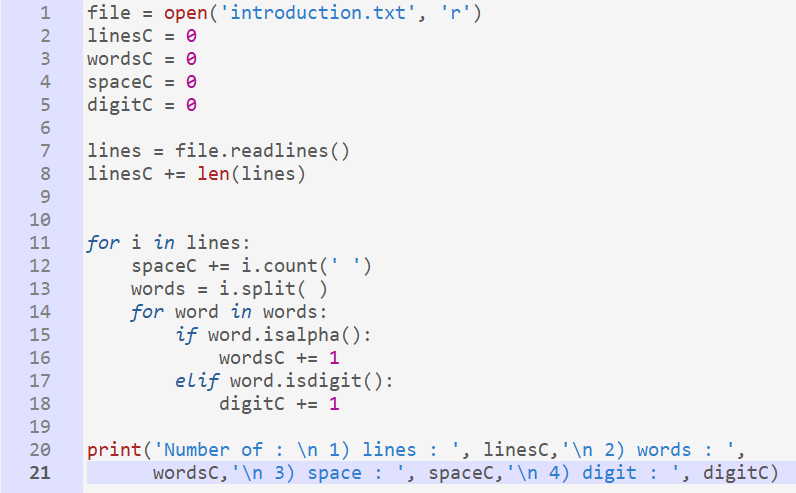 1 file = open('introduction.txt', 'r')
2 linesC = 0
3 wordsC = 0
4 spaceC = 0
5 digitC = 0
6
7 lines = file.readlines()
8 linesC += len(lines)
9
10
11 for i in lines:
12     spaceC += i.count(' ')
13     words = i.split( )
14     for word in words:
15         if word.isalpha():
16             wordsC += 1
17         elif word.isdigit():
18             digitC += 1
19
20 print('Number of : \n 1) lines : ', linesC,'\n 2) words : ',
21       wordsC,'\n 3) space : ', spaceC,'\n 4) digit : ', digitC)